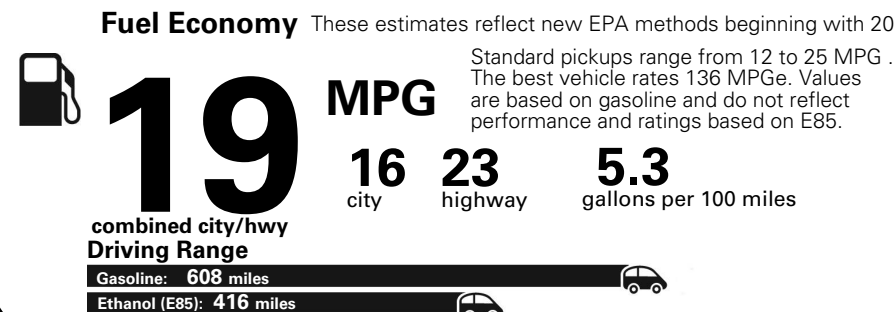 Fuel Economy These estimates reflect new EPA methods beginning with 20
Standard pickups range from 12 to 25 MPG .
The best vehicle rates 136 MPGe. Values
are based on gasoline and do not reflect
performance and ratings based on E85.
19 MPG
16 23 5.3
city highway gallons per 100 miles
combined city/hwy
Driving Range
Gasoline: 608 miles
Ethanol (E85): 416 miles